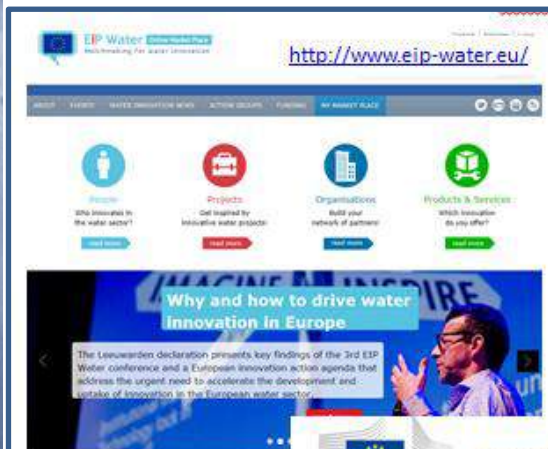 EIP Water Online Market Place
Matchmaking for water innovation
http://www.eip-water.eu/
ABOUT EVENTS WATER INNOVATION NEWS ACTION GROUPS FUNDING MY MARKET PLACE
People
Who innovates in
the water sector?
read more
Projects
Get inspired by
innovative water projects!
read more
Organisations
Build your
network of partners!
read more
Products & Services
Which innovation
do you offer?
read more
IMAGINE INSPIRE
Why and how to drive water
innovation in Europe
The Leeuwarden declaration presents key findings of the 3rd EIP
Water conference and a European innovation action agenda that
address the urgent need to accelerate the development and
uptake of innovation in the European water sector.